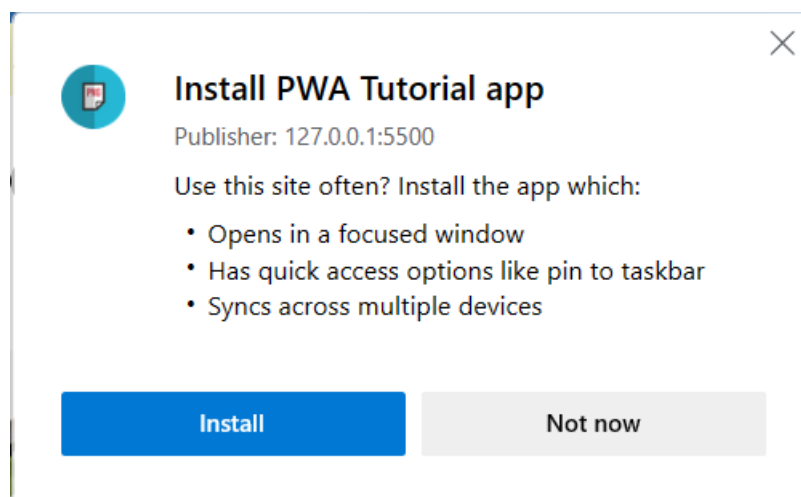 PNG
Install PWA Tutorial app
Publisher: 127.0.0.1:5500
Use this site often? Install the app which:
• Opens in a focused window
• Has quick access options like pin to taskbar
• Syncs across multiple devices
Install
Not now